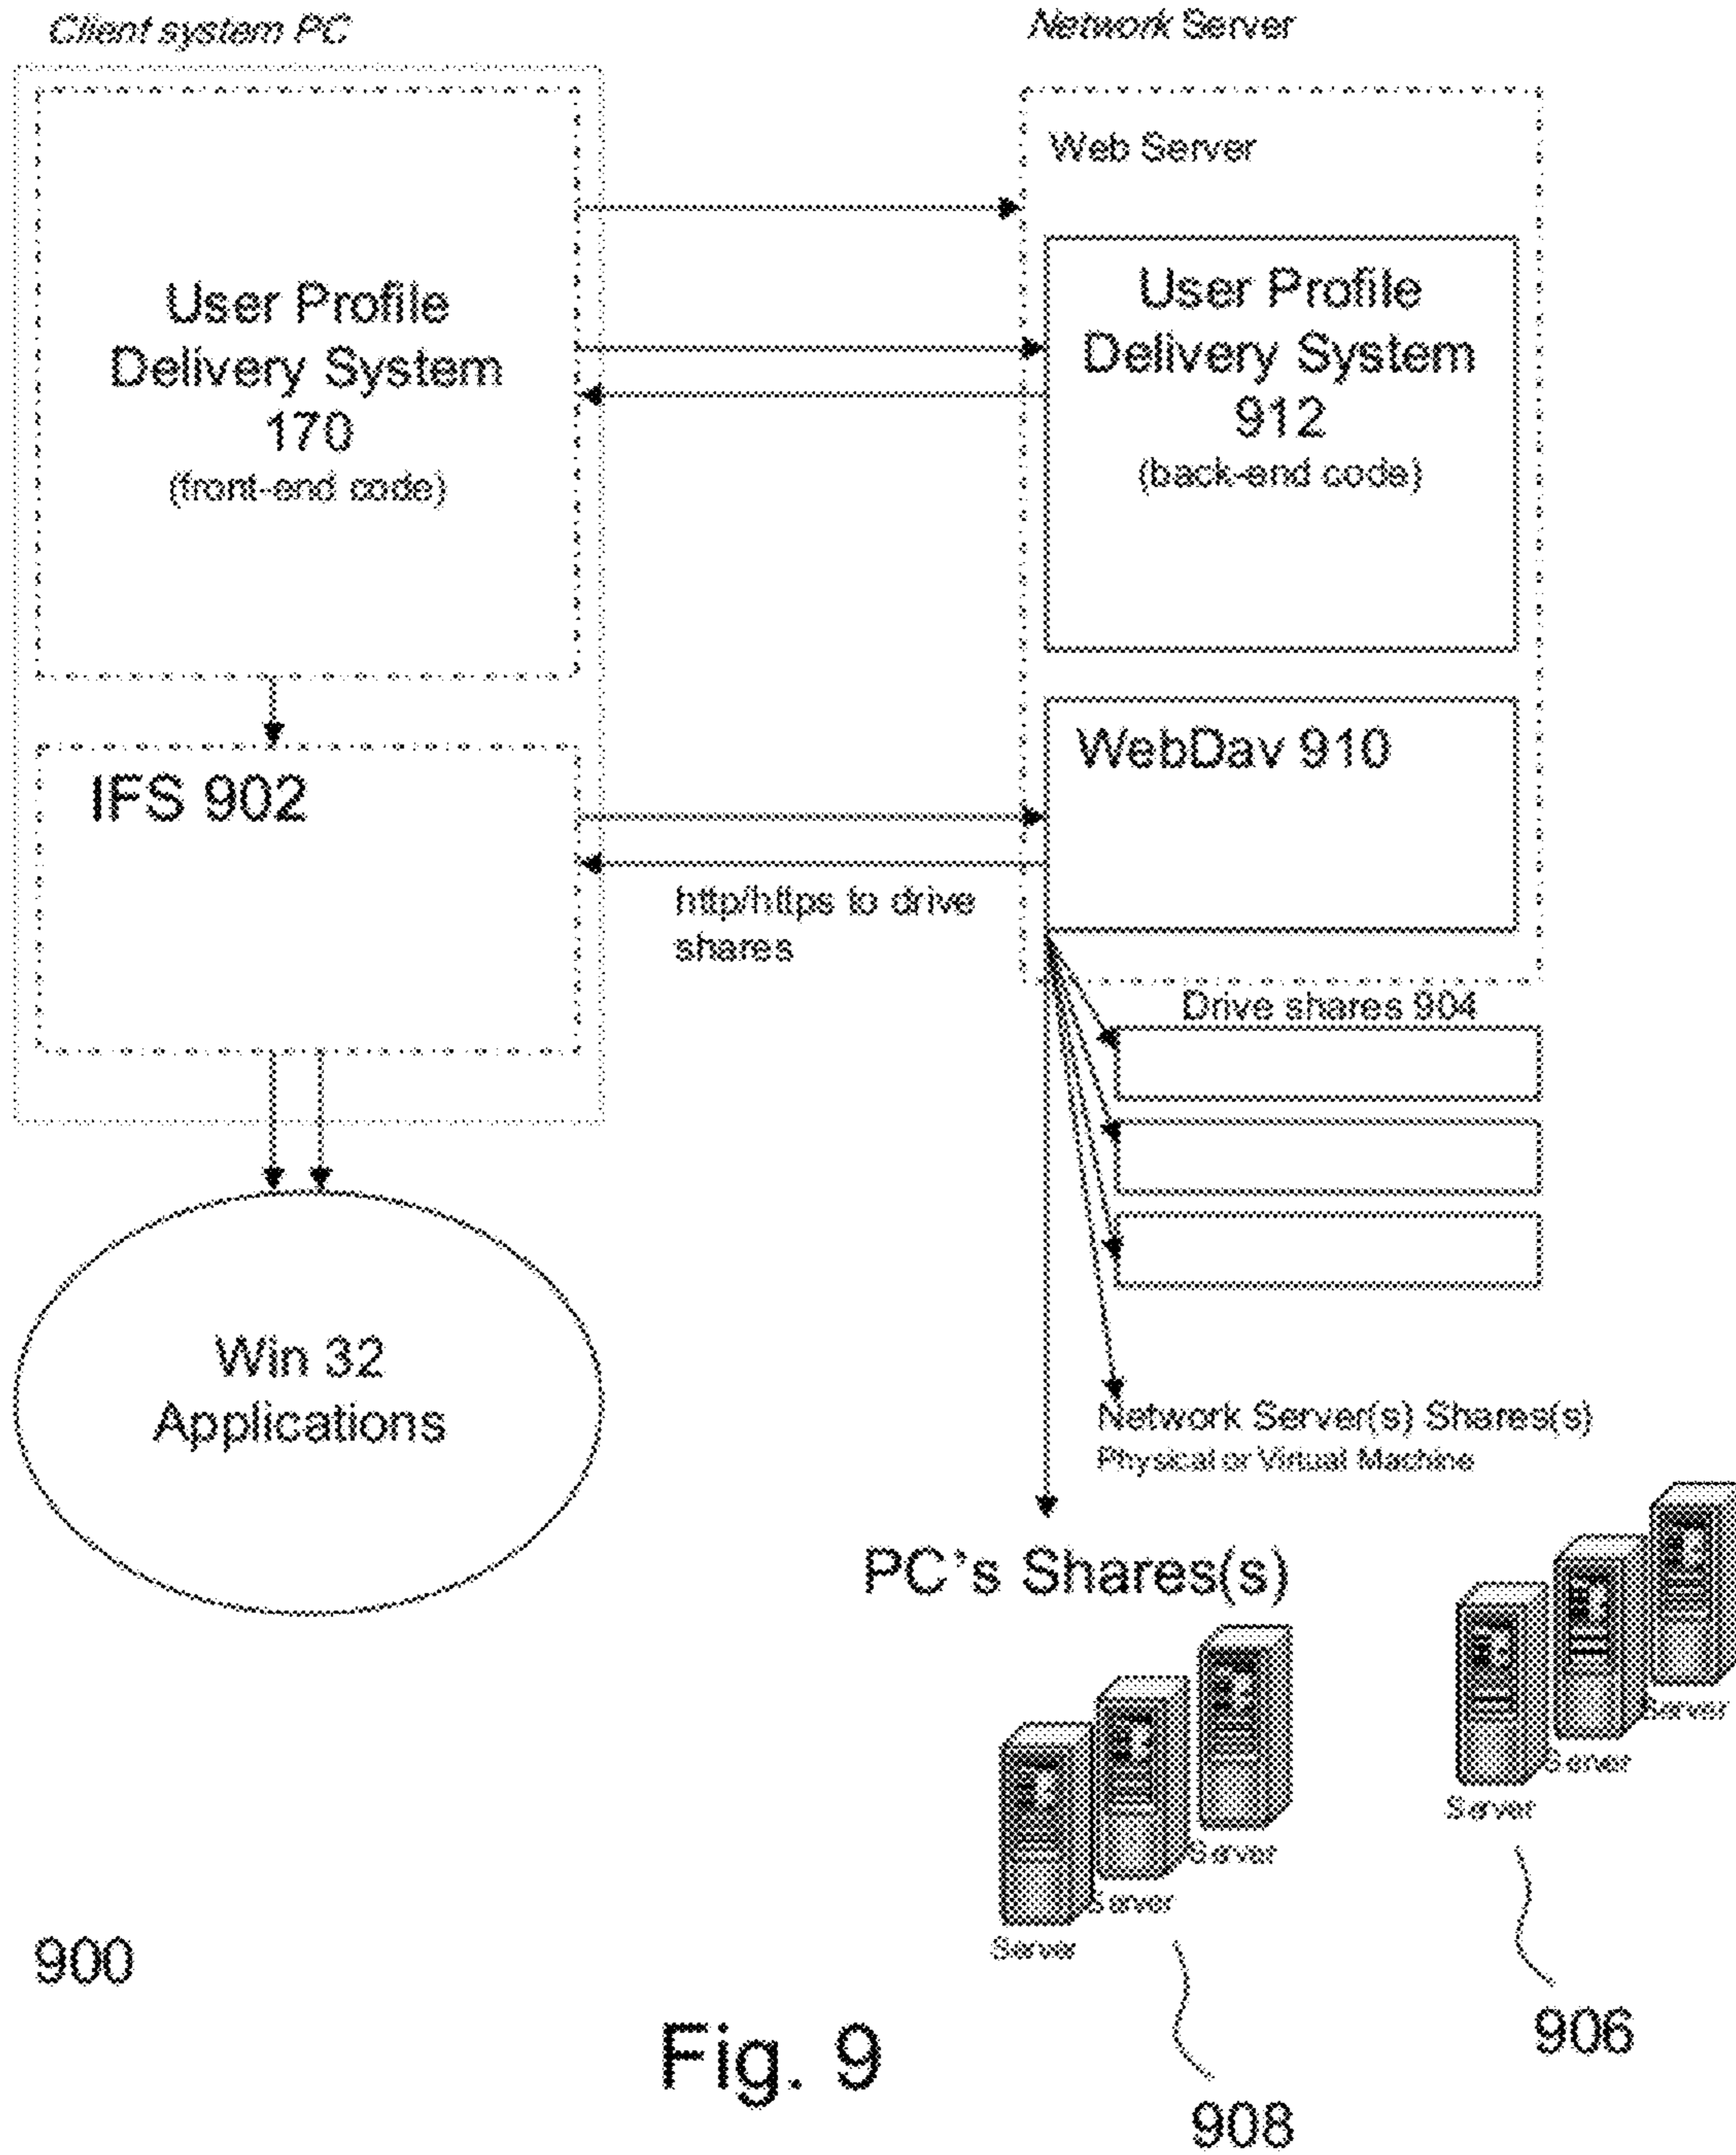 Client system PC
Network Server
User Profile
Delivery System
170
(front-end code)
Web Server
User Profile
Delivery System
912
(back-end code)
IFS 902
WebDav 910
http/https to drive
shares
Drive shares 904
Win 32
Applications
Network Server(s) Shares(s)
Physical or Virtual Machine
PC's Shares(s)
Server
Server
Server
Server
Server
Server
900
906
908
Fig. 9